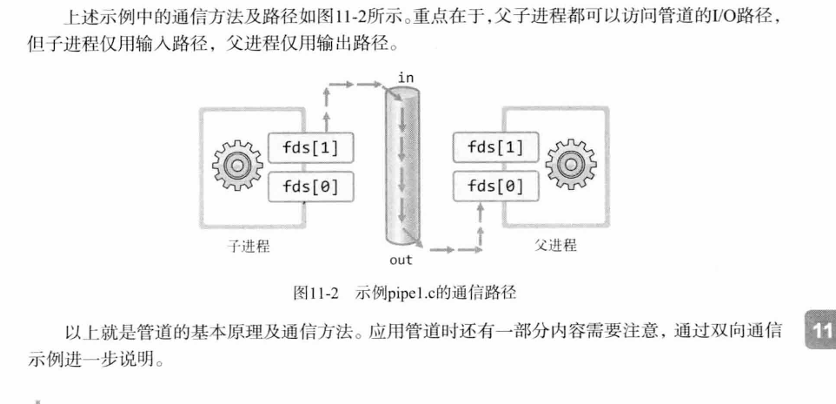 上述示例中的通信方法及路径如图11-2所示。重点在于，父子进程都可以访问管道的I/O路径，
但子进程仅用输入路径，父进程仅用输出路径。
in
fds[1]
fds[0]
fds[1]
fds[0]
子进程
out
父进程
图11-2 示例pipe1.c的通信路径
以上就是管道的基本原理及通信方法。应用管道时还有一部分内容需要注意，通过双向通信
示例进一步说明。
11